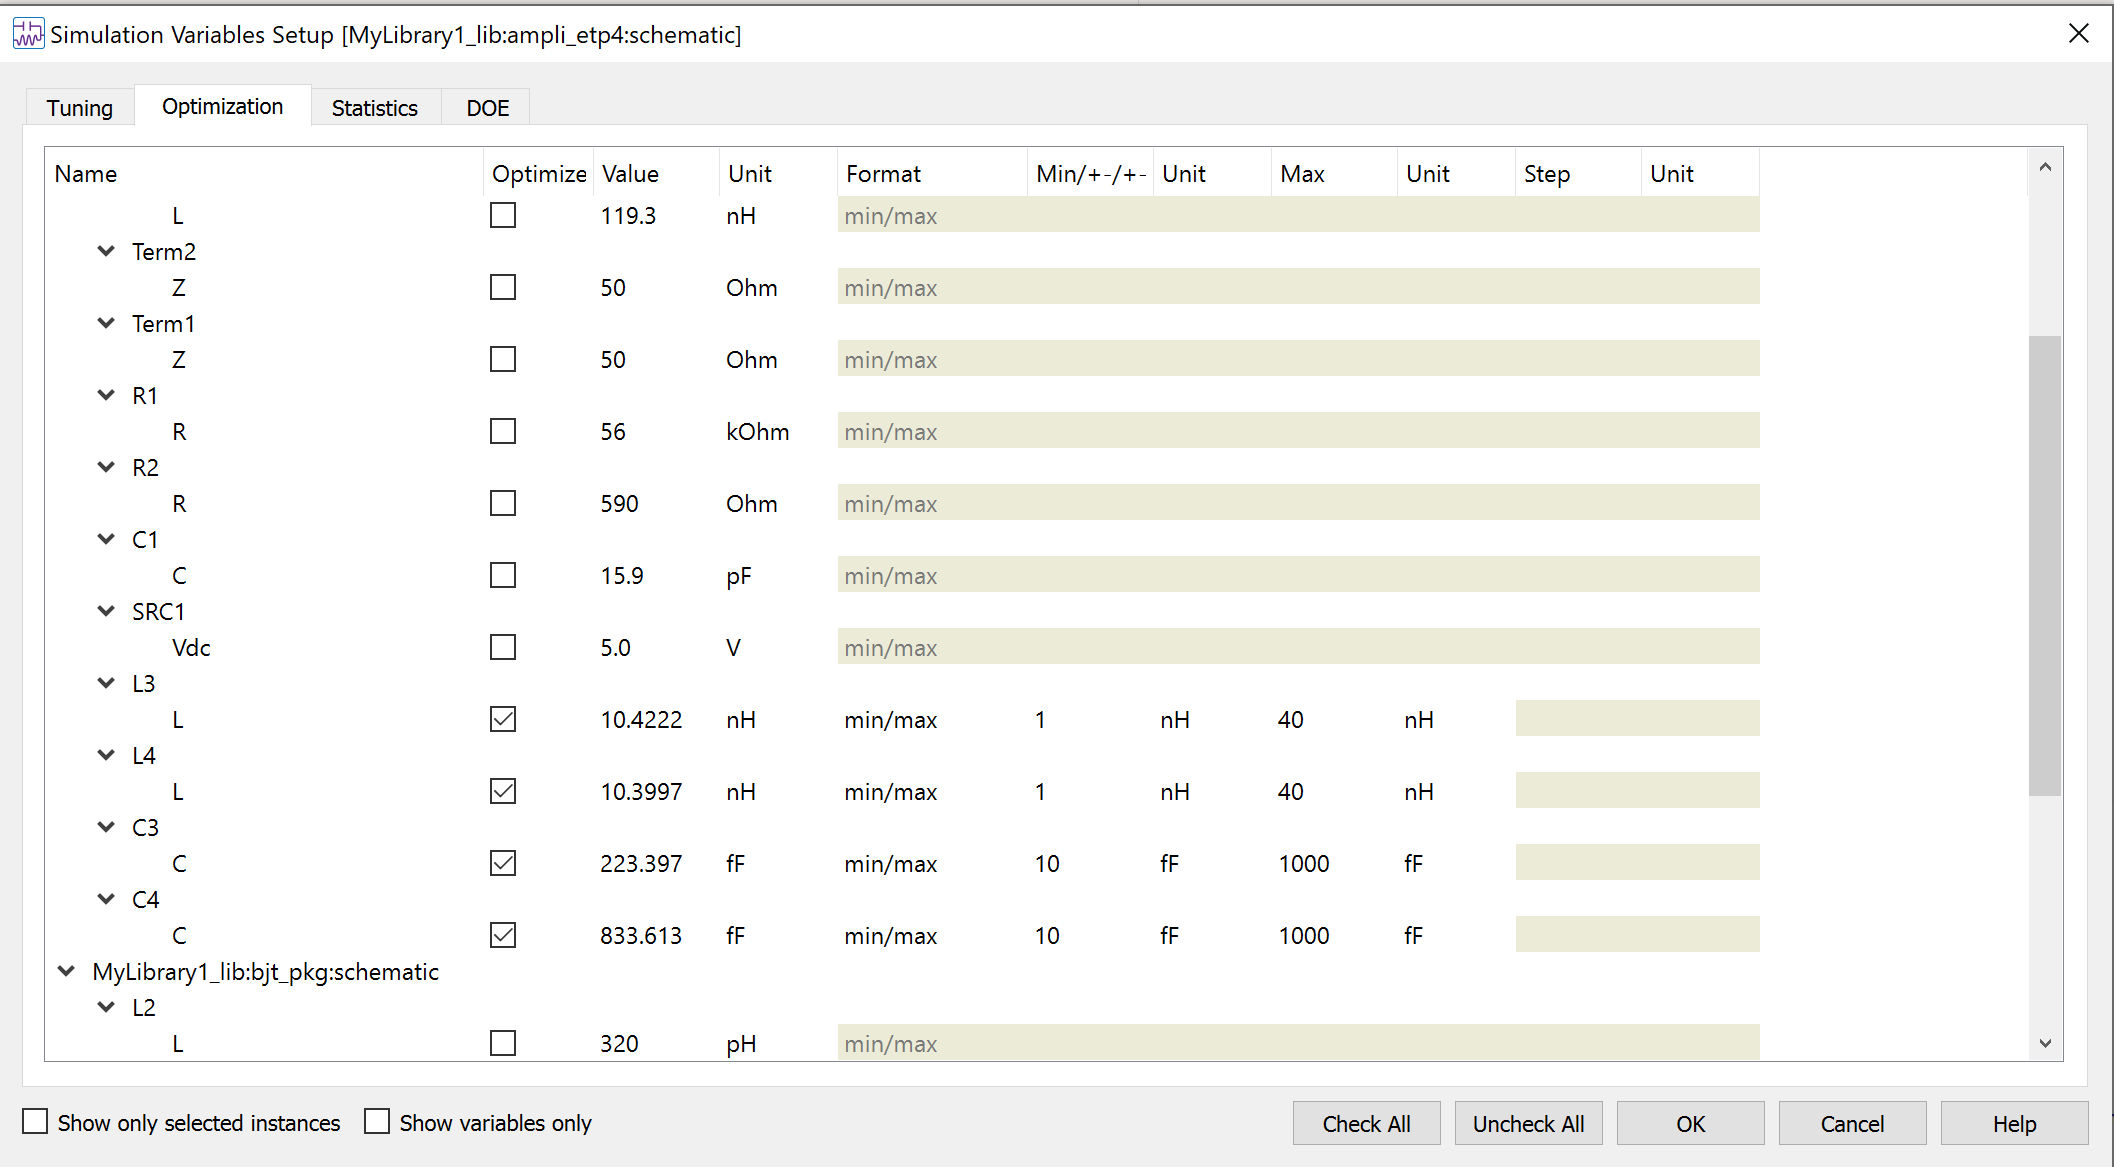 Simulation Variables Setup [MyLibrary1_lib:ampli_etp4:schematic]
Tuning Optimization Statistics DOE
Name Optimize Value Unit Format Min/+-/+- Unit Max Unit Step Unit
L 119.3 nH min/max
Term2
Z 50 Ohm min/max
Term1
Z 50 Ohm min/max
R1
R 56 kOhm min/max
R2
R 590 Ohm min/max
C1
C 15.9 pF min/max
SRC1
Vdc 5.0 V min/max
L3
L 10.4222 nH min/max 1 nH 40 nH
L4
L 10.3997 nH min/max 1 nH 40 nH
C3
C 223.397 fF min/max 10 fF 1000 fF
C4
C 833.613 fF min/max 10 fF 1000 fF
MyLibrary1_lib:bjt_pkg:schematic
L2
L 320 pH min/max
Show only selected instances Show variables only Check All Uncheck All OK Cancel Help